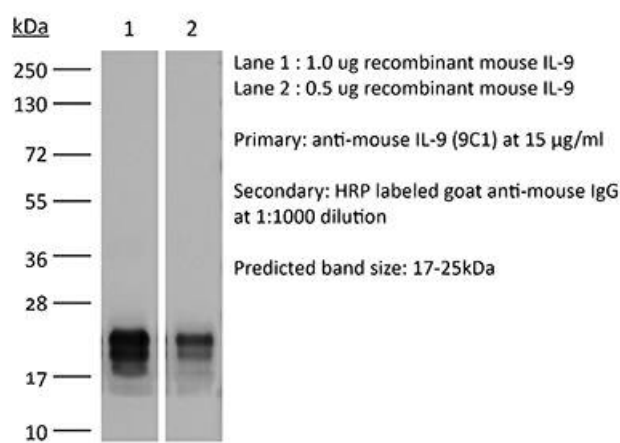 kDa 1 2
250
130
72
55
36
28
17
10
Lane 1 : 1.0 ug recombinant mouse IL-9
Lane 2 : 0.5 ug recombinant mouse IL-9
Primary: anti-mouse IL-9 (9C1) at 15 µg/ml
Secondary: HRP labeled goat anti-mouse IgG
at 1:1000 dilution
Predicted band size: 17-25kDa